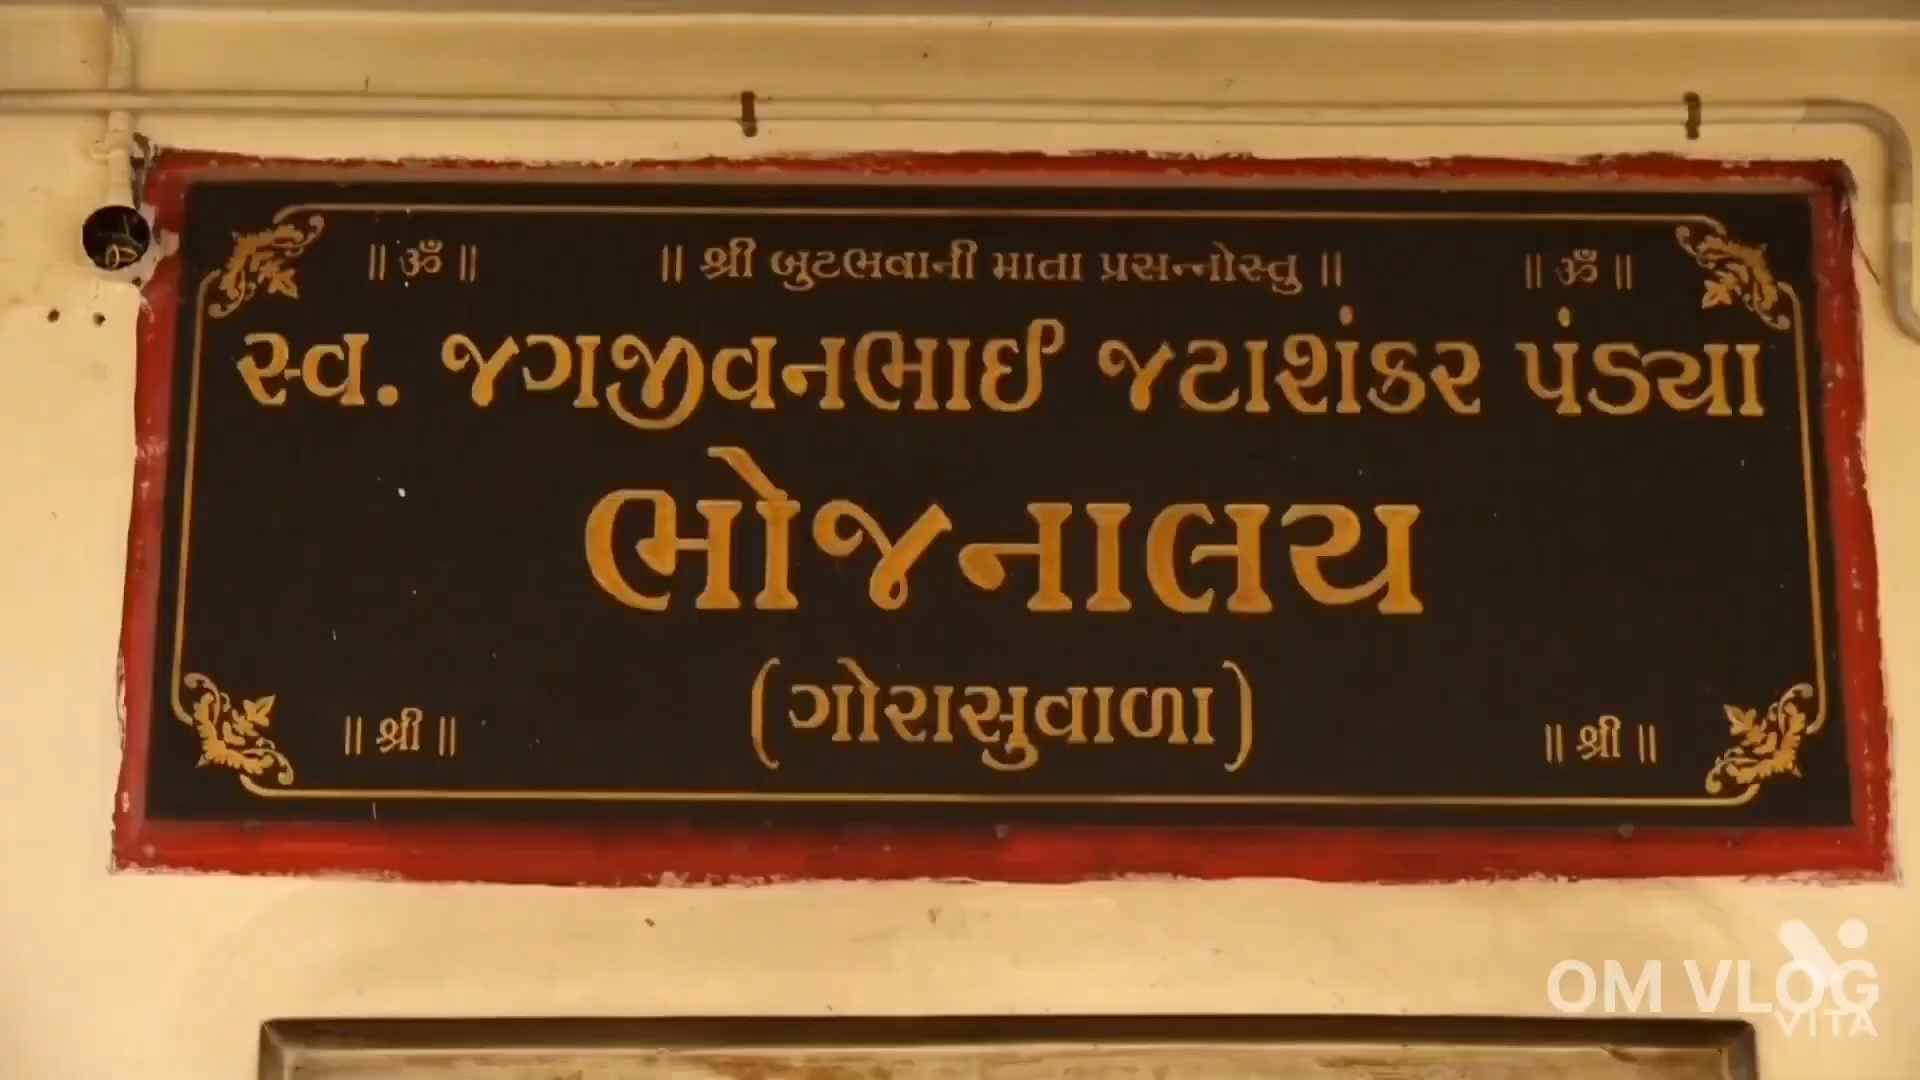 ॥ ૐ ॥ ॥ શ્રી બુટભવાની માતા પ્રસન્નોસ્તુ ॥ ॥ ૐ ॥
સ્વ. જગજીવનભાઈ જટાશંકર પંડ્યા
ભોજનાલય
(ગોરાસુવાળા)
॥ શ્રી ॥ ॥ શ્રી ॥
OM VLOG
VITA